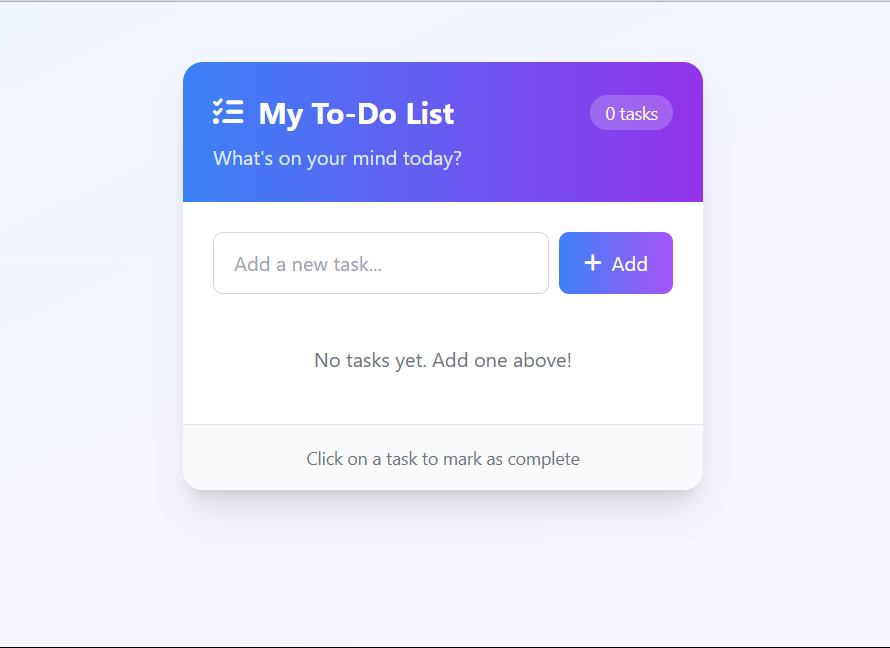 My To-Do List
0 tasks
What's on your mind today?
Add a new task...
+ Add
No tasks yet. Add one above!
Click on a task to mark as complete